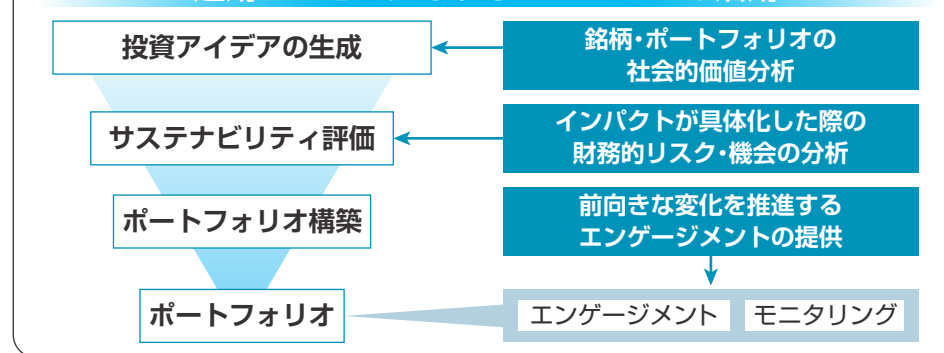 投資アイデアの生成
銘柄・ポートフォリオの
社会的価値分析
サステナビリティ評価
インパクトが具体化した際の
財務的リスク・機会の分析
ポートフォリオ構築
前向きな変化を推進する
エンゲージメントの提供
ポートフォリオ
エンゲージメント
モニタリング